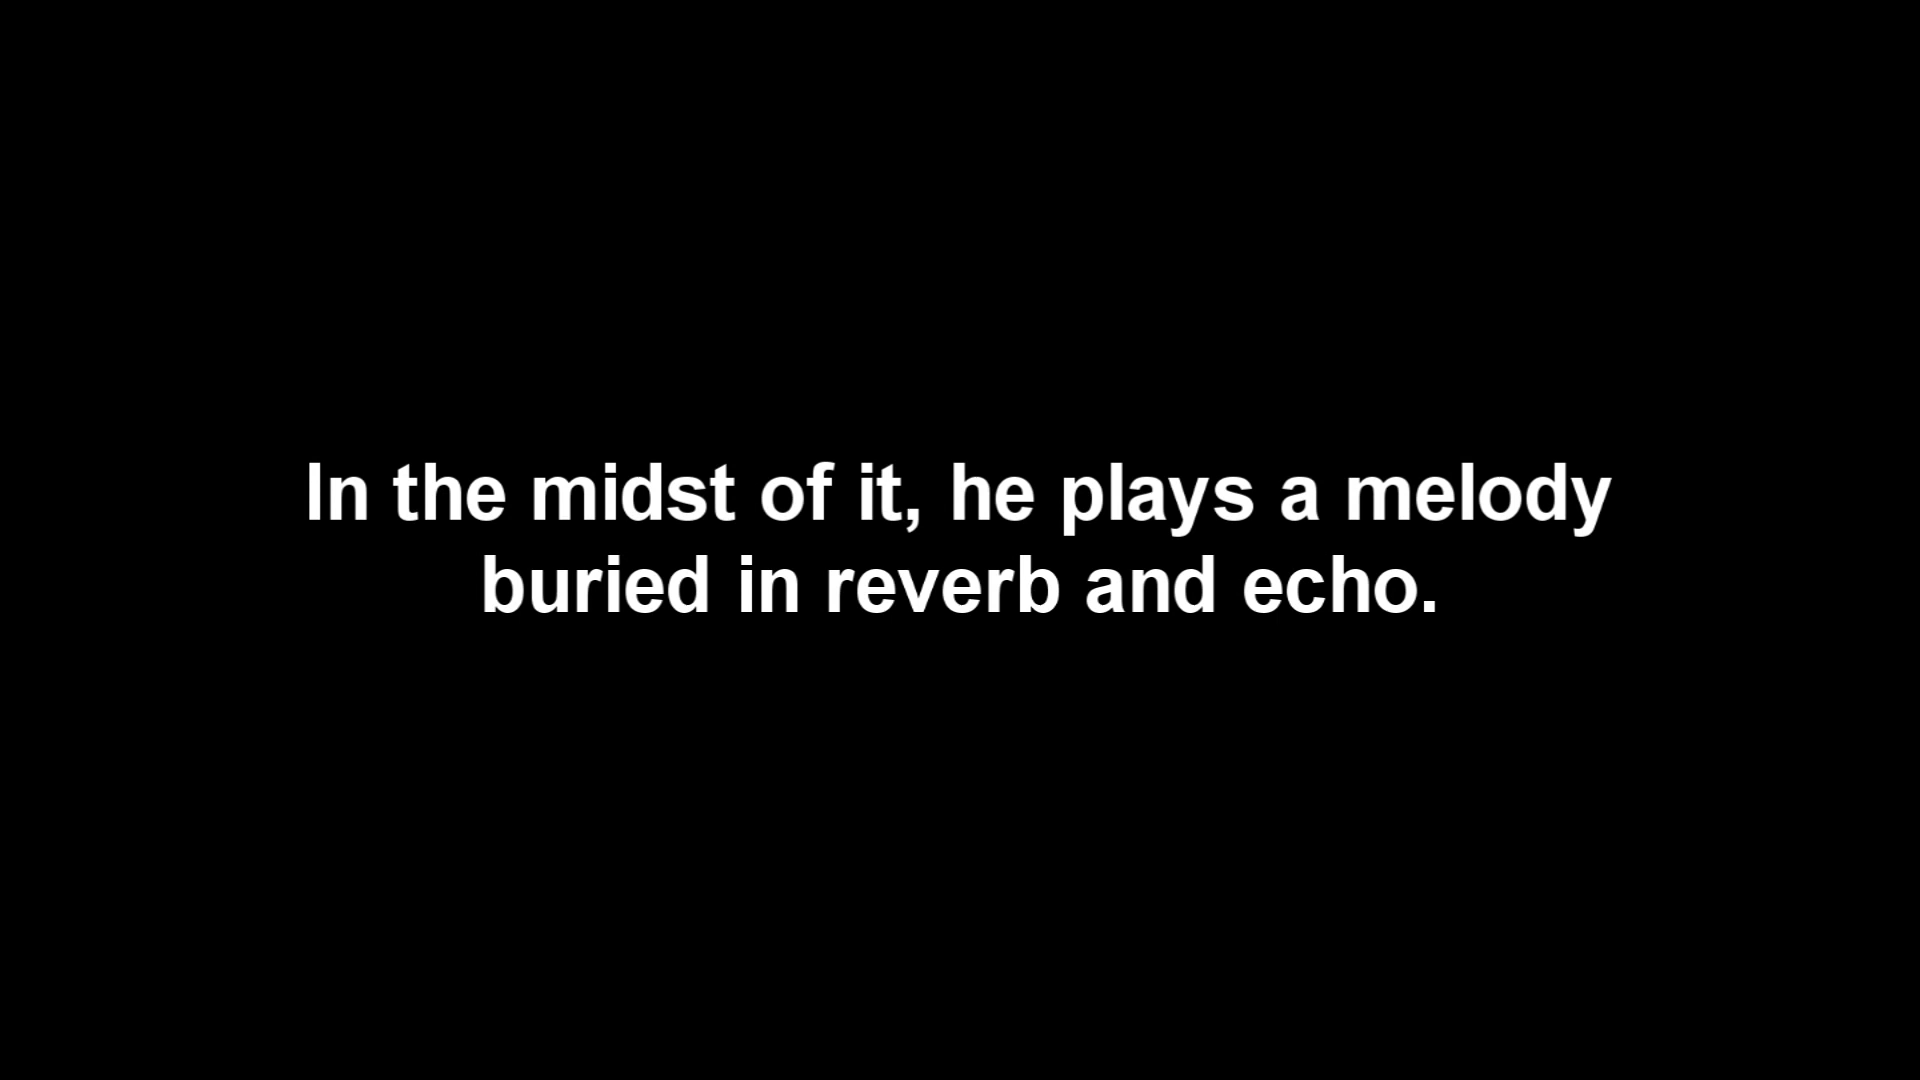 In the midst of it, he plays a melody
buried in reverb and echo.